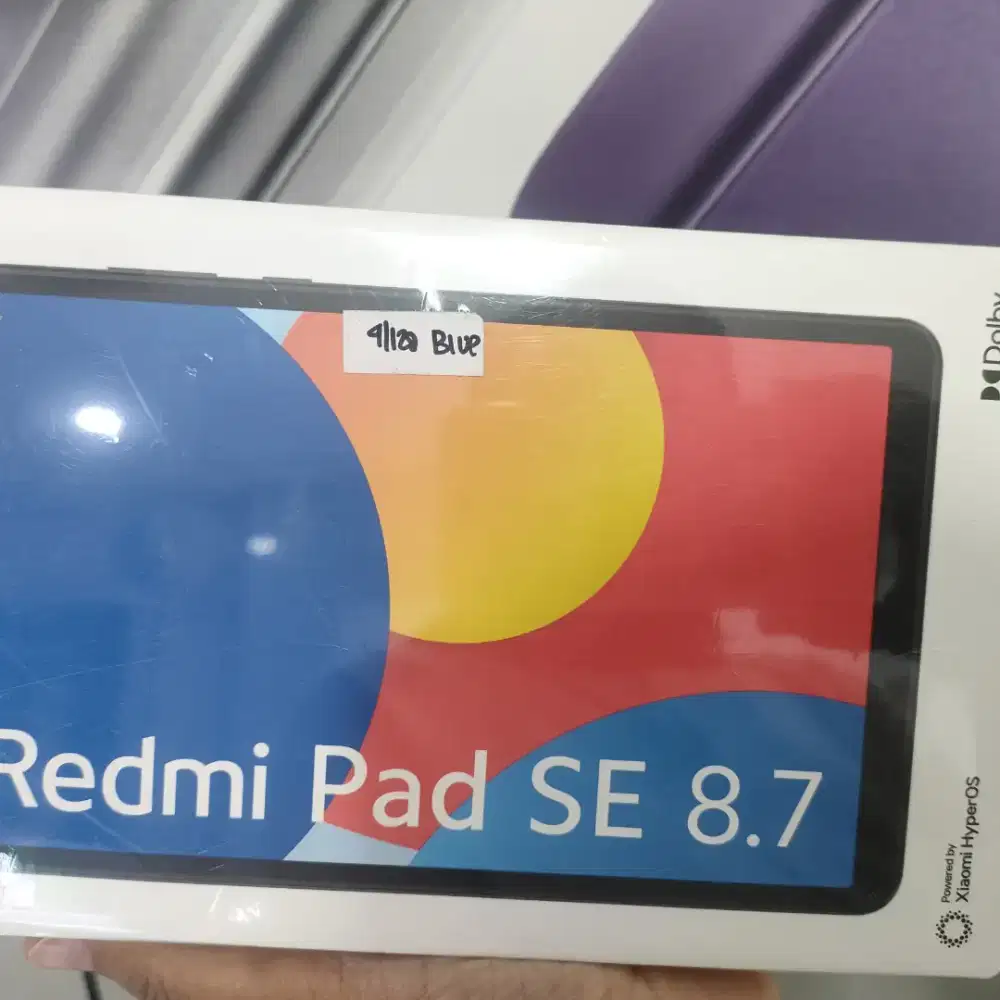 4/128 Blue
Redmi Pad SE 8.7
Dolby
Powered by
Xiaomi HyperOS